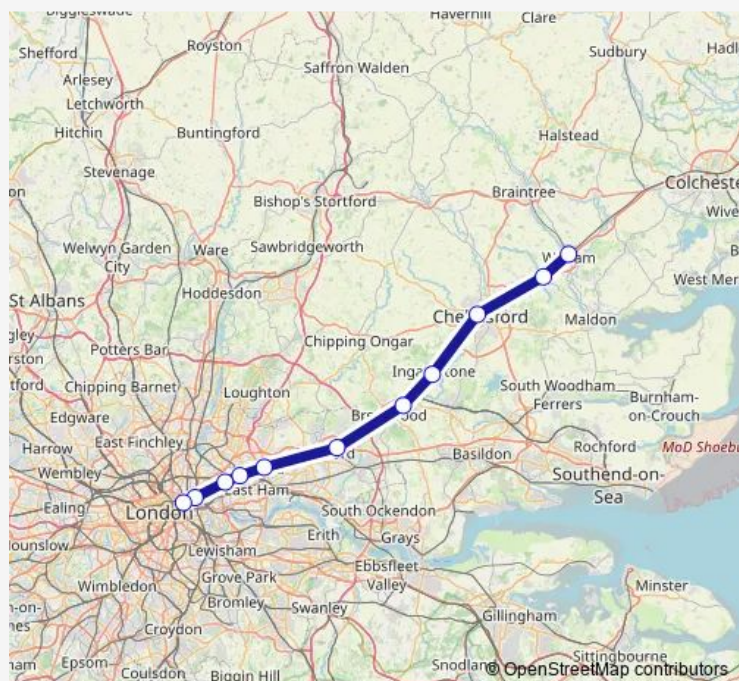 Biggleswade
Haverhill
Clare
Shefford
Royston
Sudbury
Saffron Walden
Arlesey
Letchworth
Hitchin
Buntingford
Halstead
Stevenage
Braintree
Colchester
Bishop's Stortford
Welwyn Garden City
Ware
Sawbridgeworth
West Mer
St Albans
Hoddesdon
Maldon
Chipping Ongar
Potters Bar
Chipping Barnet
Loughton
South Woodham Ferrers
Burnham-on-Crouch
Edgware
Harrow
East Finchley
Rochford
MoD Shoebu
Wembley
Basildon
Southend-on-Sea
Ealing
London
East Ham
South Ockendon
Erith
Grays
Lewisham
Ebbsfleet Valley
Wimbledon
Grove Park
Minster
Bromley
Swanley
Gillingham
Croydon
Sittingbourne
Epsom
Coulsdon
Biggin Hill
Snodland
© OpenStreetMap contributors